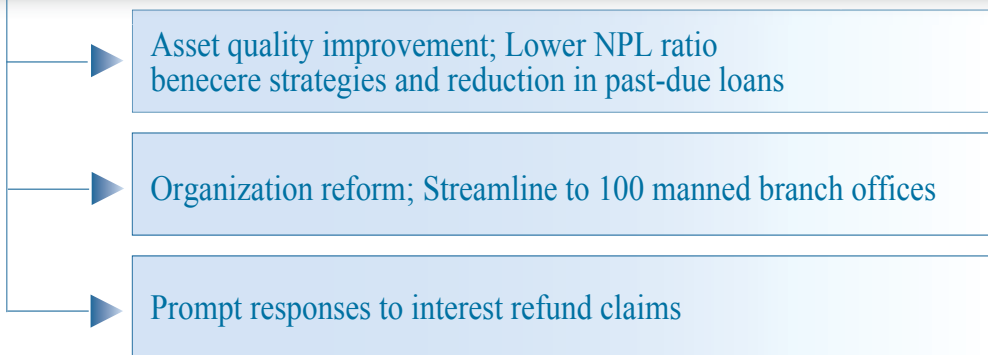 Asset quality improvement; Lower NPL ratio
benecere strategies and reduction in past-due loans
Organization reform; Streamline to 100 manned branch offices
Prompt responses to interest refund claims